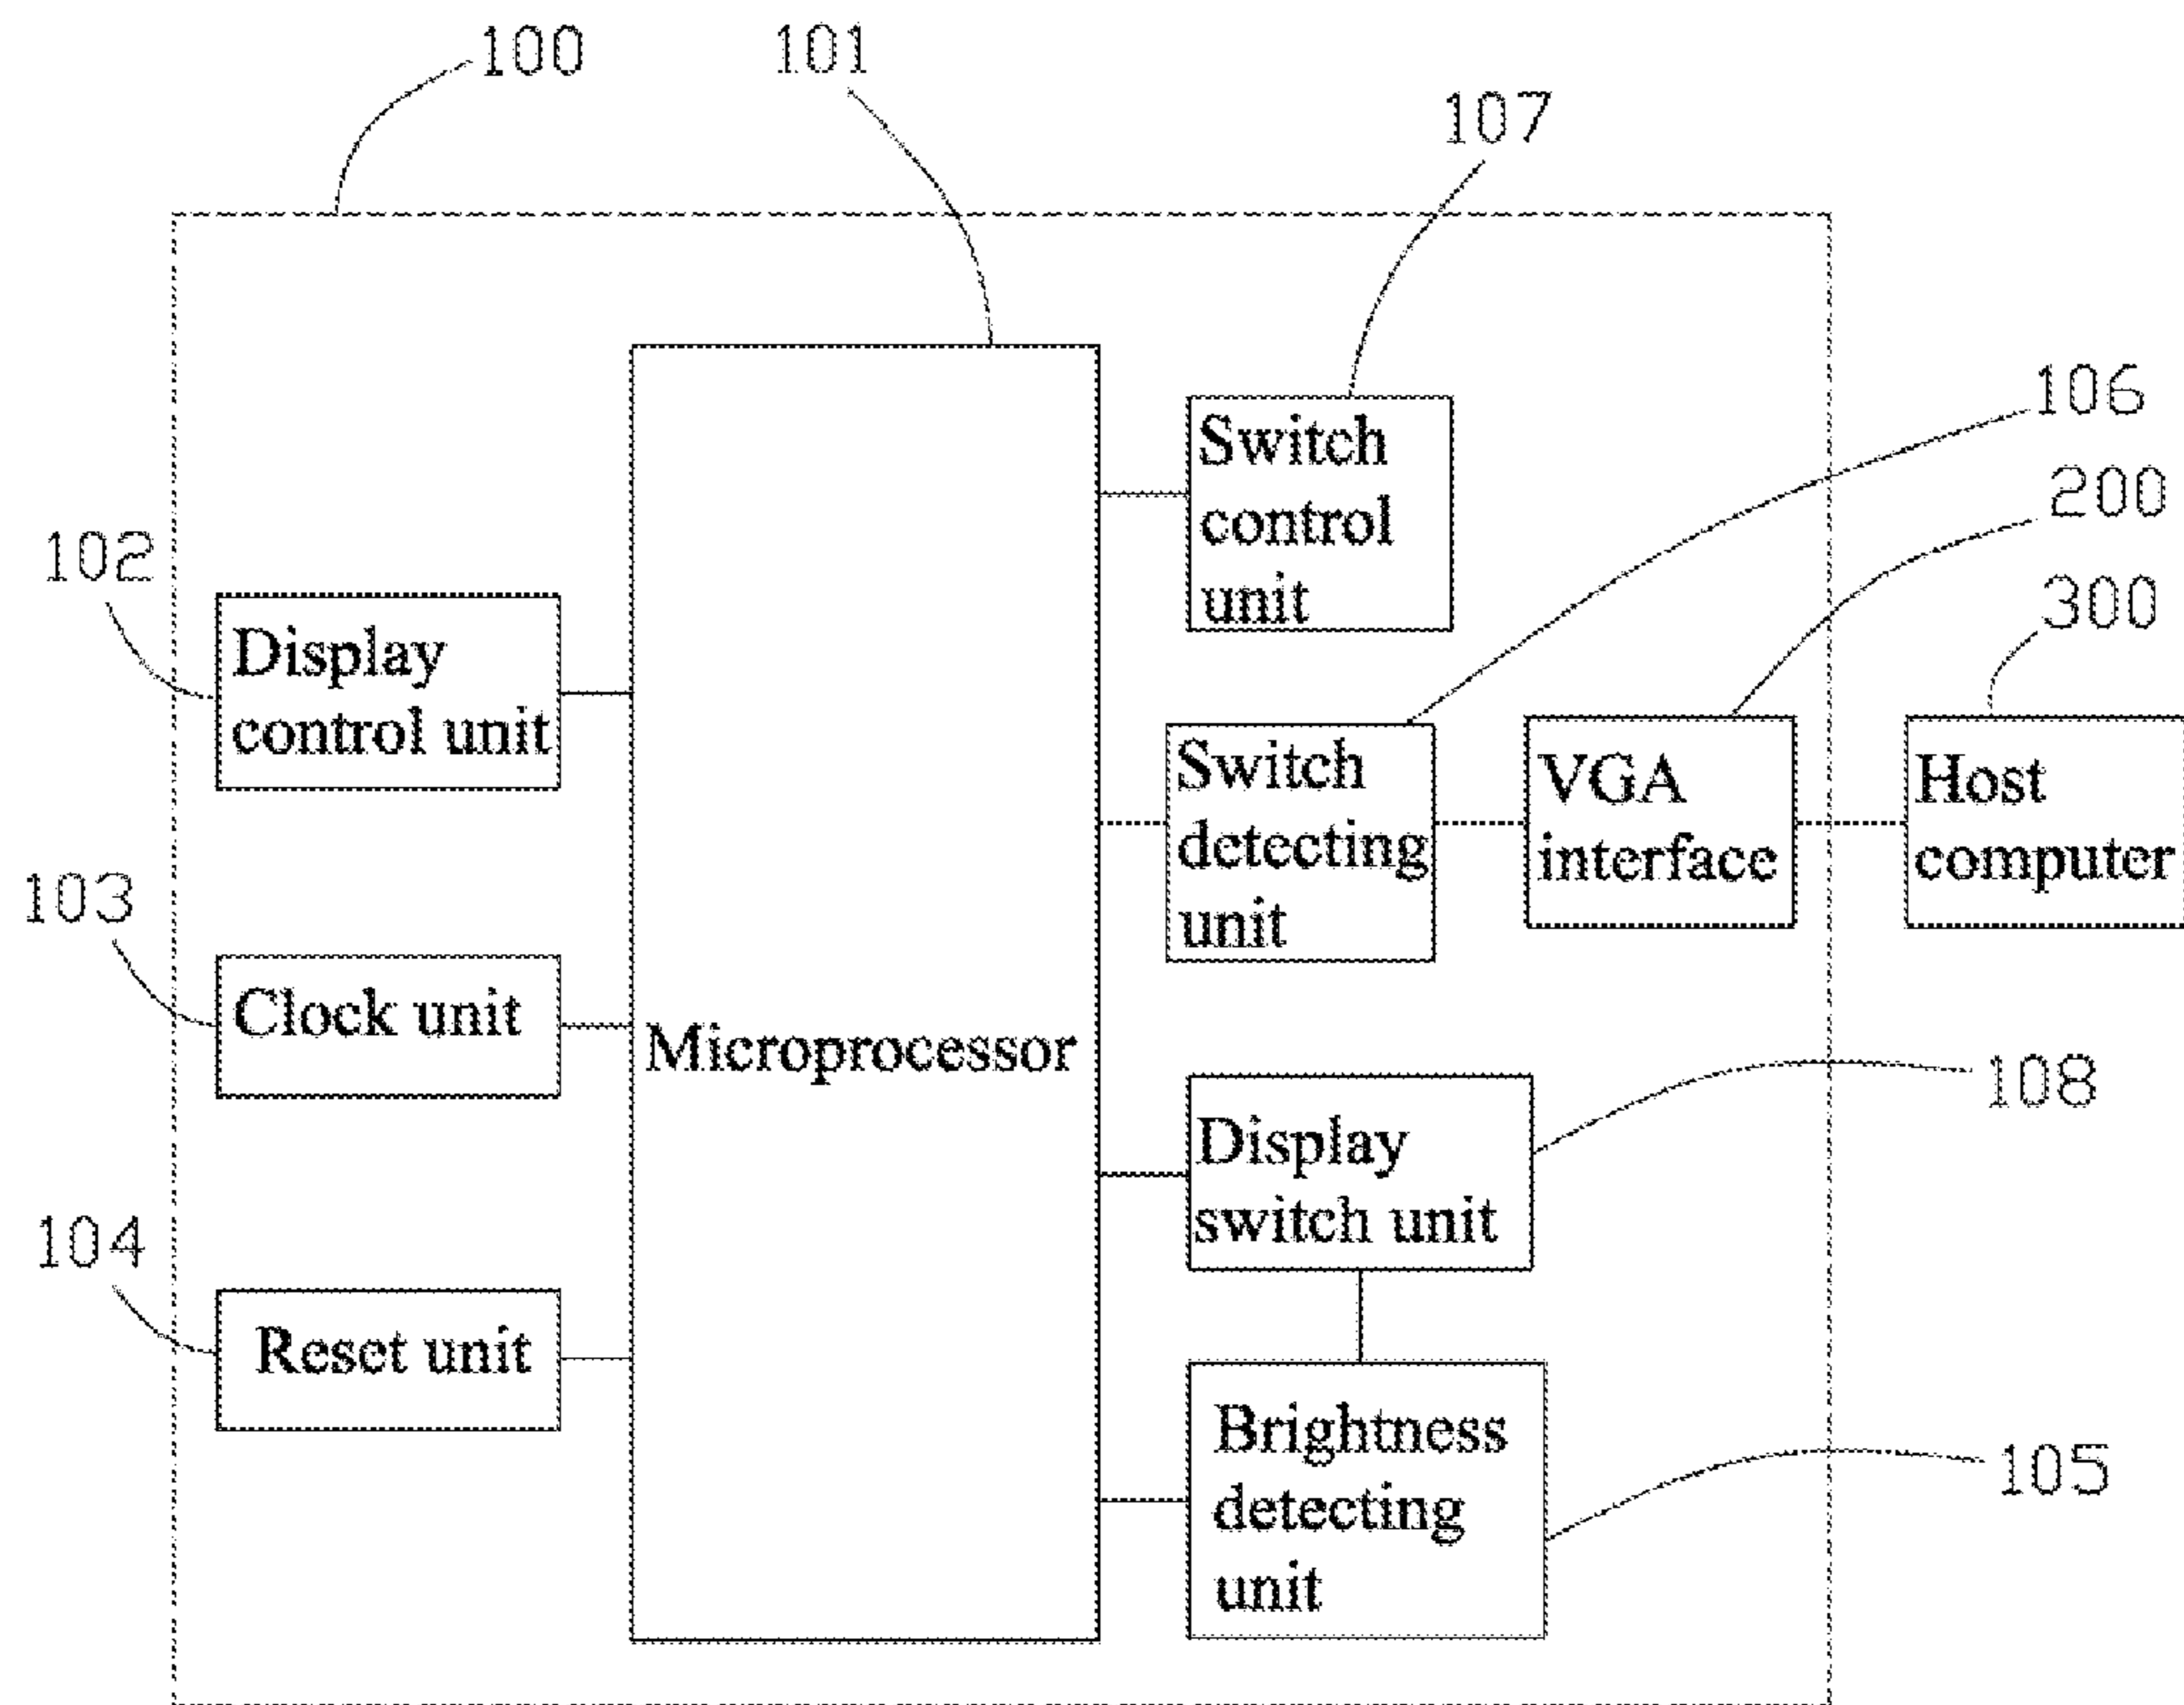 100
101
107
106
200
300
102
103
104
108
105
Switch
control
unit
Display
control unit
Switch
detecting
unit
VGA
interface
Host
computer
Clock unit
Microprocessor
Display
switch unit
Reset unit
Brightness
detecting
unit